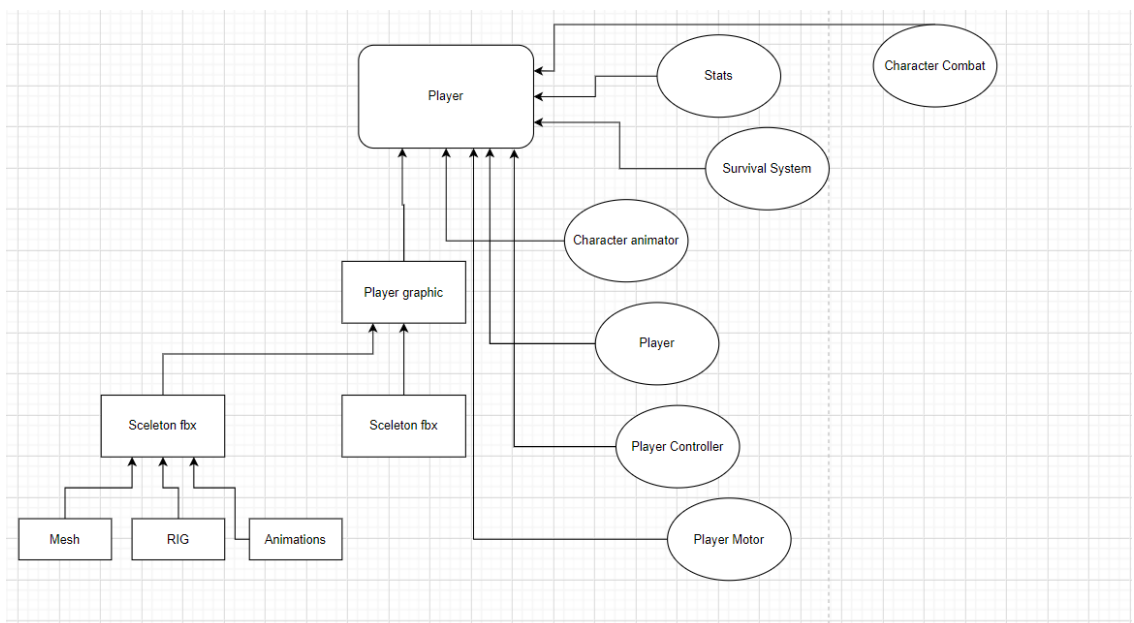 Character Combat
Stats
Player
Survival System
Character animator
Player graphic
Player
Sceleton fbx
Sceleton fbx
Player Controller
Mesh
RIG
Animations
Player Motor